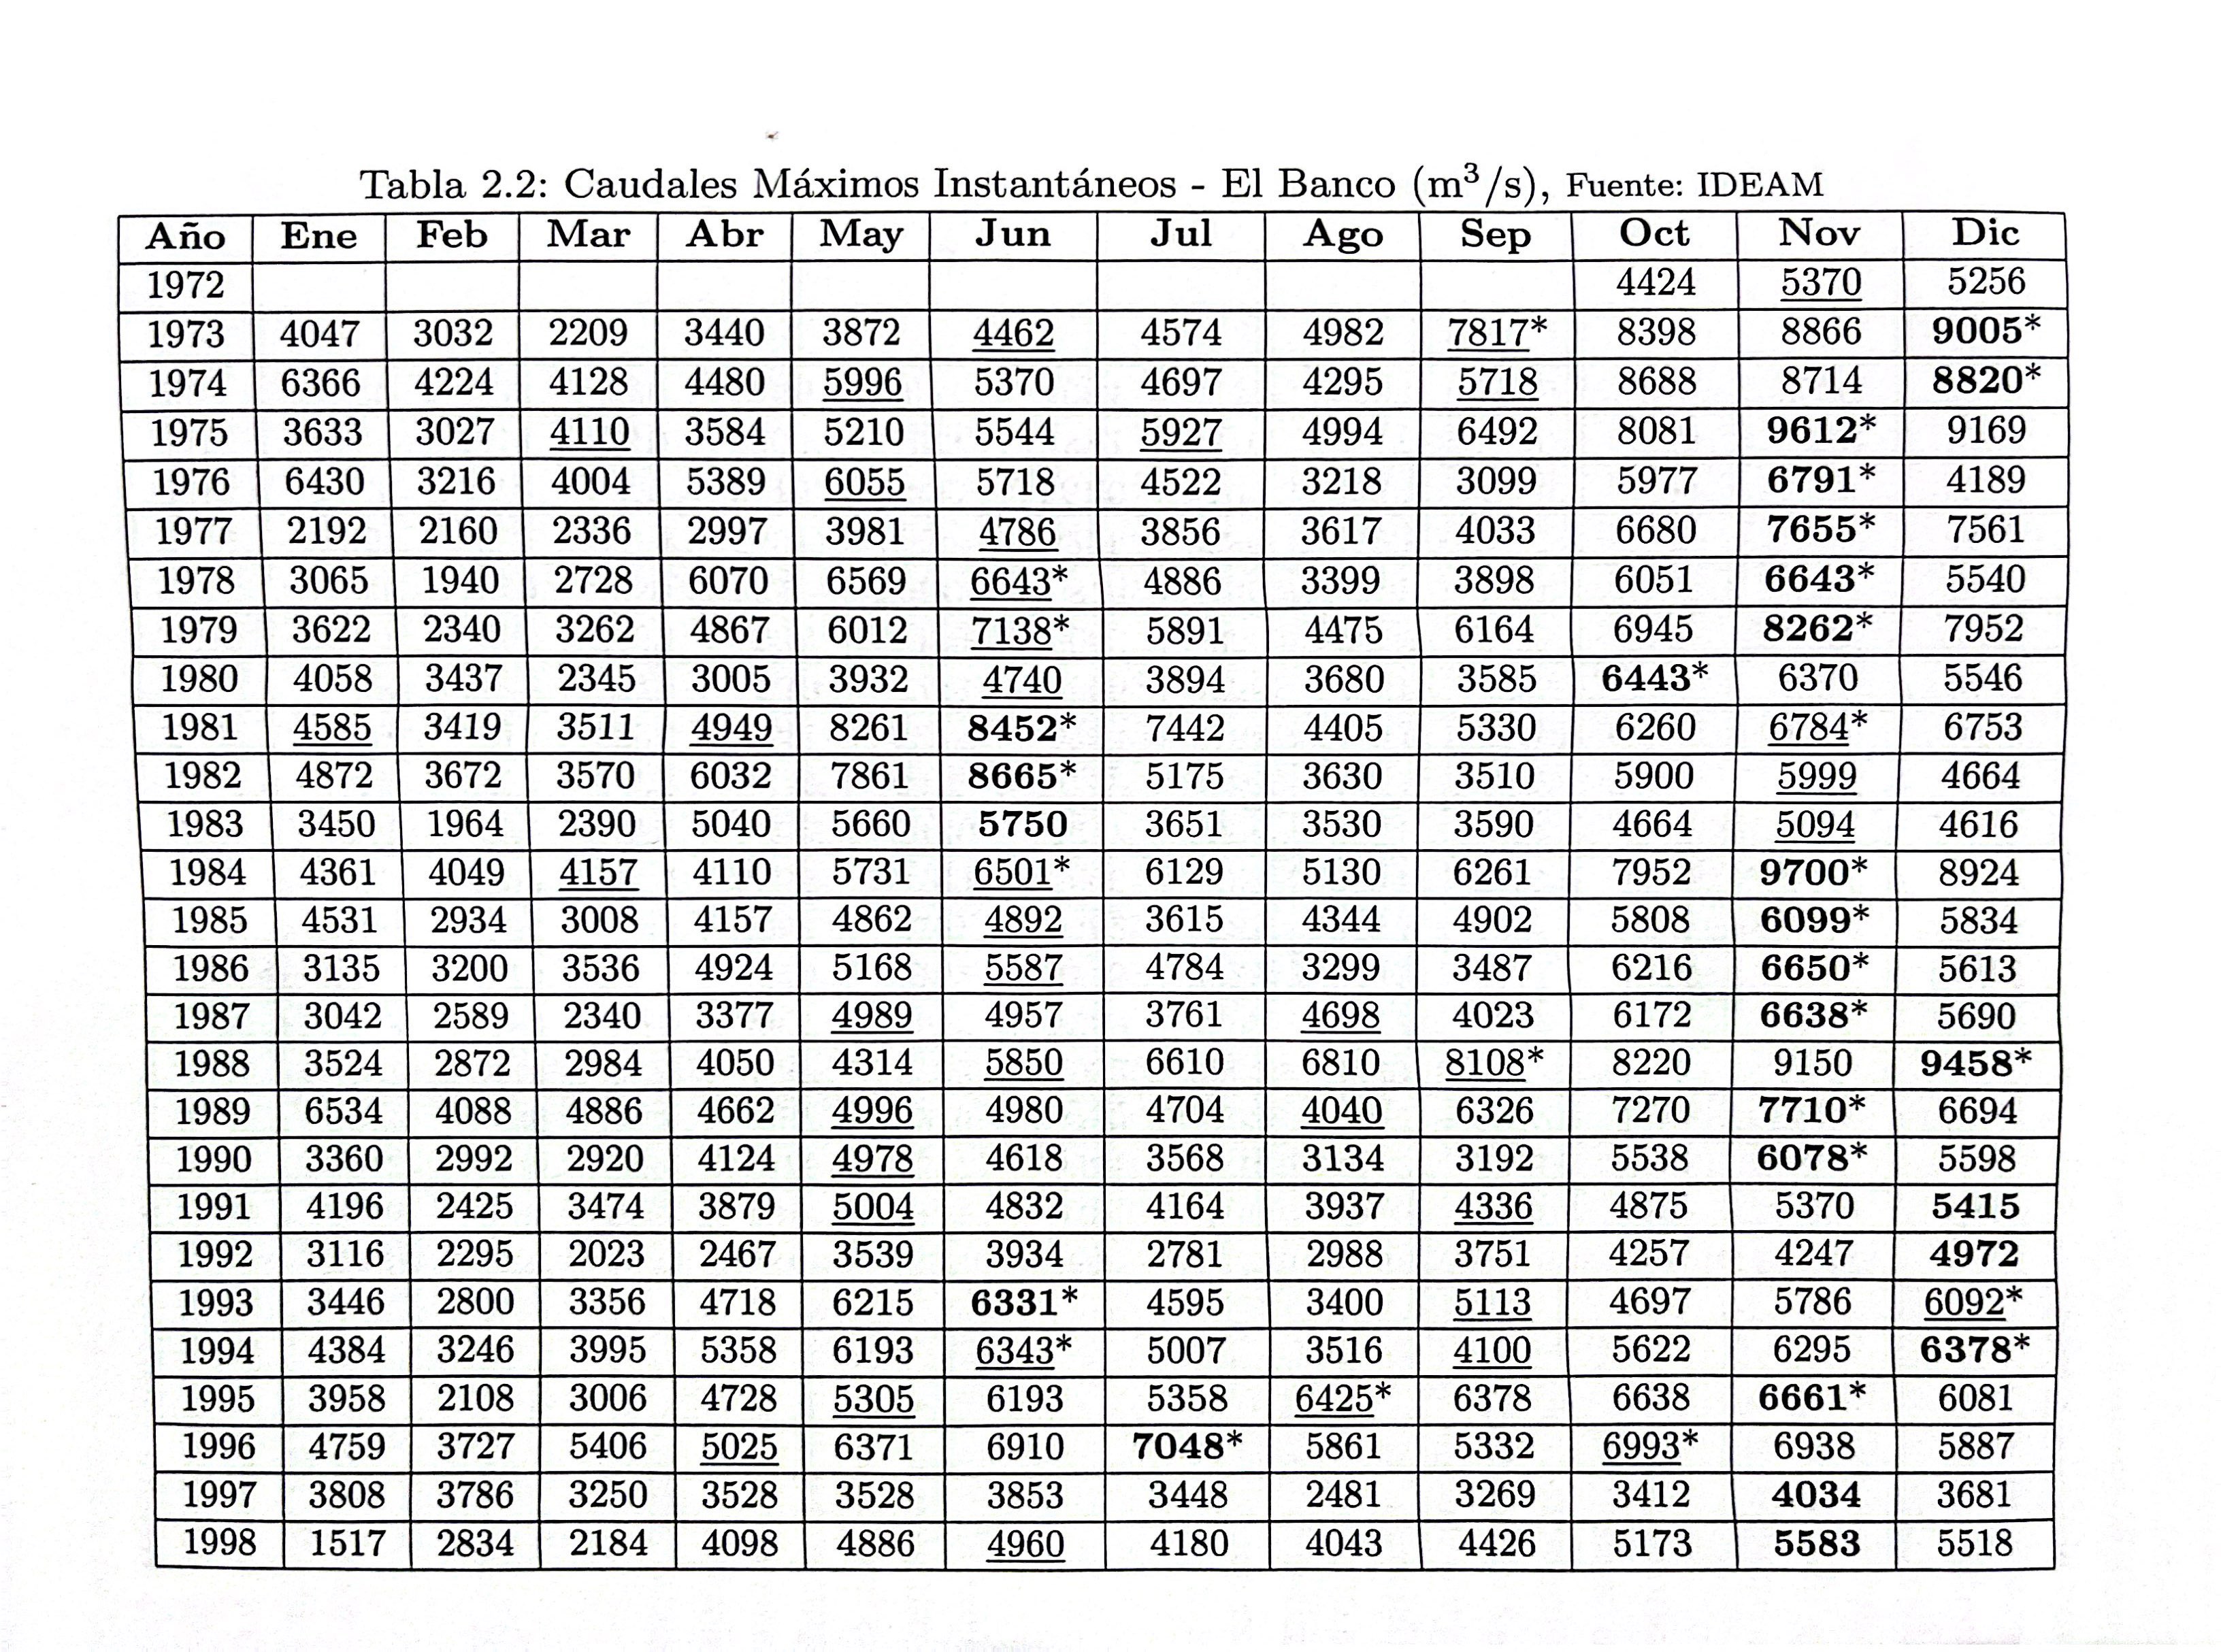 Tabla 2.2: Caudales Máximos Instantáneos - El Banco (m³/s), Fuente: IDEAM
Año Ene Feb Mar Abr May Jun Jul Ago Sep Oct Nov Dic
1972 4424 5370 5256
1973 4047 3032 2209 3440 3872 4462 4574 4982 7817* 8398 8866 9005*
1974 6366 4224 4128 4480 5996 5370 4697 4295 5718 8688 8714 8820*
1975 3633 3027 4110 3584 5210 5544 5927 4994 6492 8081 9612* 9169
1976 6430 3216 4004 5389 6055 5718 4522 3218 3099 5977 6791* 4189
1977 2192 2160 2336 2997 3981 4786 3856 3617 4033 6680 7655* 7561
1978 3065 1940 2728 6070 6569 6643* 4886 3399 3898 6051 6643* 5540
1979 3622 2340 3262 4867 6012 7138* 5891 4475 6164 6945 8262* 7952
1980 4058 3437 2345 3005 3932 4740 3894 3680 3585 6443* 6370 5546
1981 4585 3419 3511 4949 8261 8452* 7442 4405 5330 6260 6784* 6753
1982 4872 3672 3570 6032 7861 8665* 5175 3630 3510 5900 5999 4664
1983 3450 1964 2390 5040 5660 5750 3651 3530 3590 4664 5094 4616
1984 4361 4049 4157 4110 5731 6501* 6129 5130 6261 7952 9700* 8924
1985 4531 2934 3008 4157 4862 4892 3615 4344 4902 5808 6099* 5834
1986 3135 3200 3536 4924 5168 5587 4784 3299 3487 6216 6650* 5613
1987 3042 2589 2340 3377 4989 4957 3761 4698 4023 6172 6638* 5690
1988 3524 2872 2984 4050 4314 5850 6610 6810 8108* 8220 9150 9458*
1989 6534 4088 4886 4662 4996 4980 4704 4040 6326 7270 7710* 6694
1990 3360 2992 2920 4124 4978 4618 3568 3134 3192 5538 6078* 5598
1991 4196 2425 3474 3879 5004 4832 4164 3937 4336 4875 5370 5415
1992 3116 2295 2023 2467 3539 3934 2781 2988 3751 4257 4247 4972
1993 3446 2800 3356 4718 6215 6331* 4595 3400 5113 4697 5786 6092*
1994 4384 3246 3995 5358 6193 6343* 5007 3516 4100 5622 6295 6378*
1995 3958 2108 3006 4728 5305 6193 5358 6425* 6378 6638 6661* 6081
1996 4759 3727 5406 5025 6371 6910 7048* 5861 5332 6993* 6938 5887
1997 3808 3786 3250 3528 3528 3853 3448 2481 3269 3412 4034 3681
1998 1517 2834 2184 4098 4886 4960 4180 4043 4426 5173 5583 5518